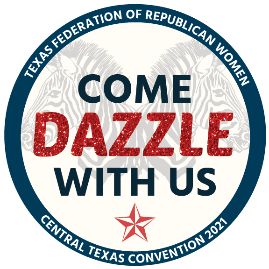 TEXAS FEDERATION OF REPUBLICAN WOMEN
COME
DAZZLE
WITH US
CENTRAL TEXAS CONVENTION 2021